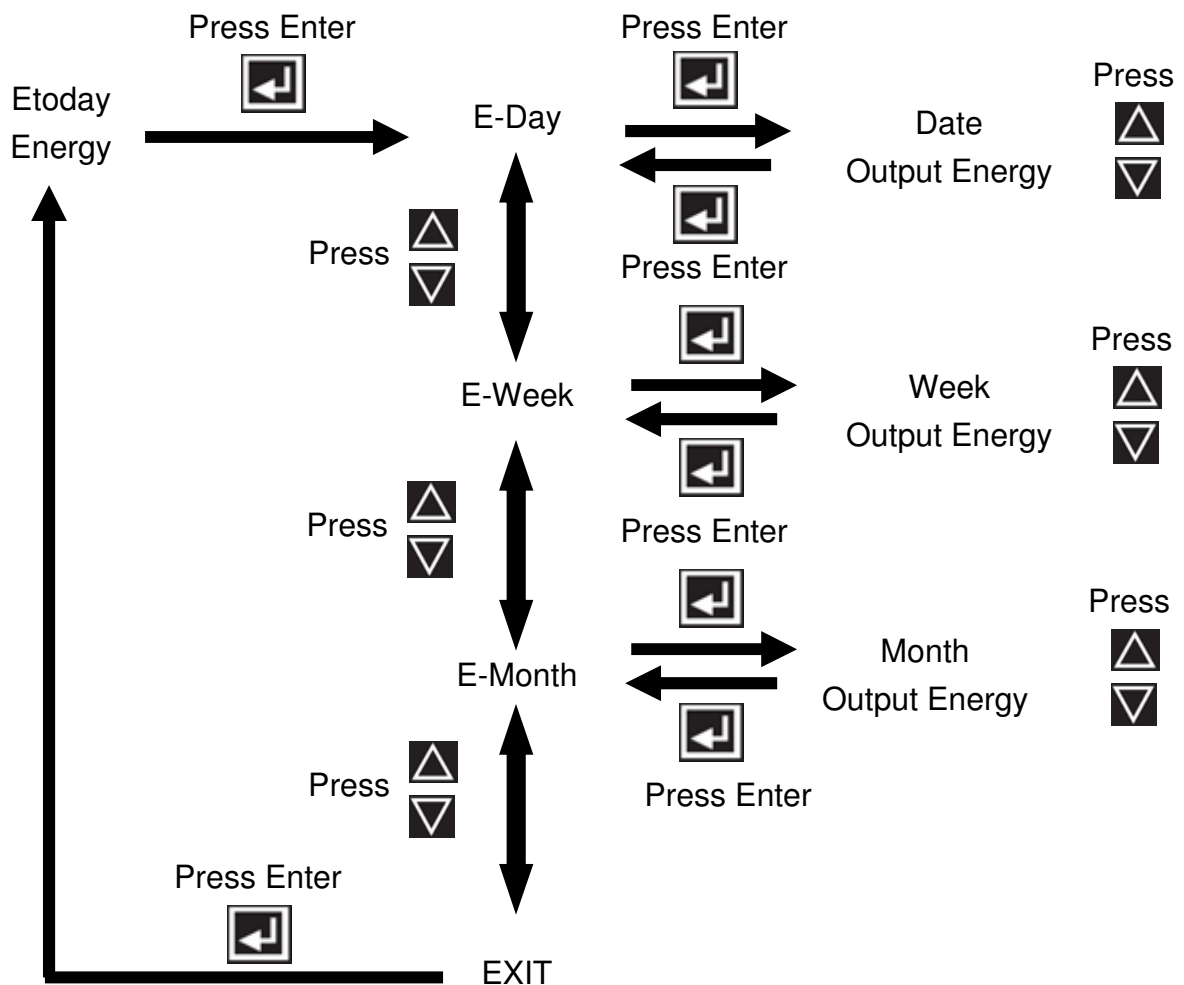 Press Enter
Press Enter
Press
Etoday
Energy
E-Day
Date
Output Energy
Press
Press Enter
Press
E-Week
Week
Output Energy
Press
Press Enter
Press
E-Month
Month
Output Energy
Press
Press Enter
Press Enter
EXIT